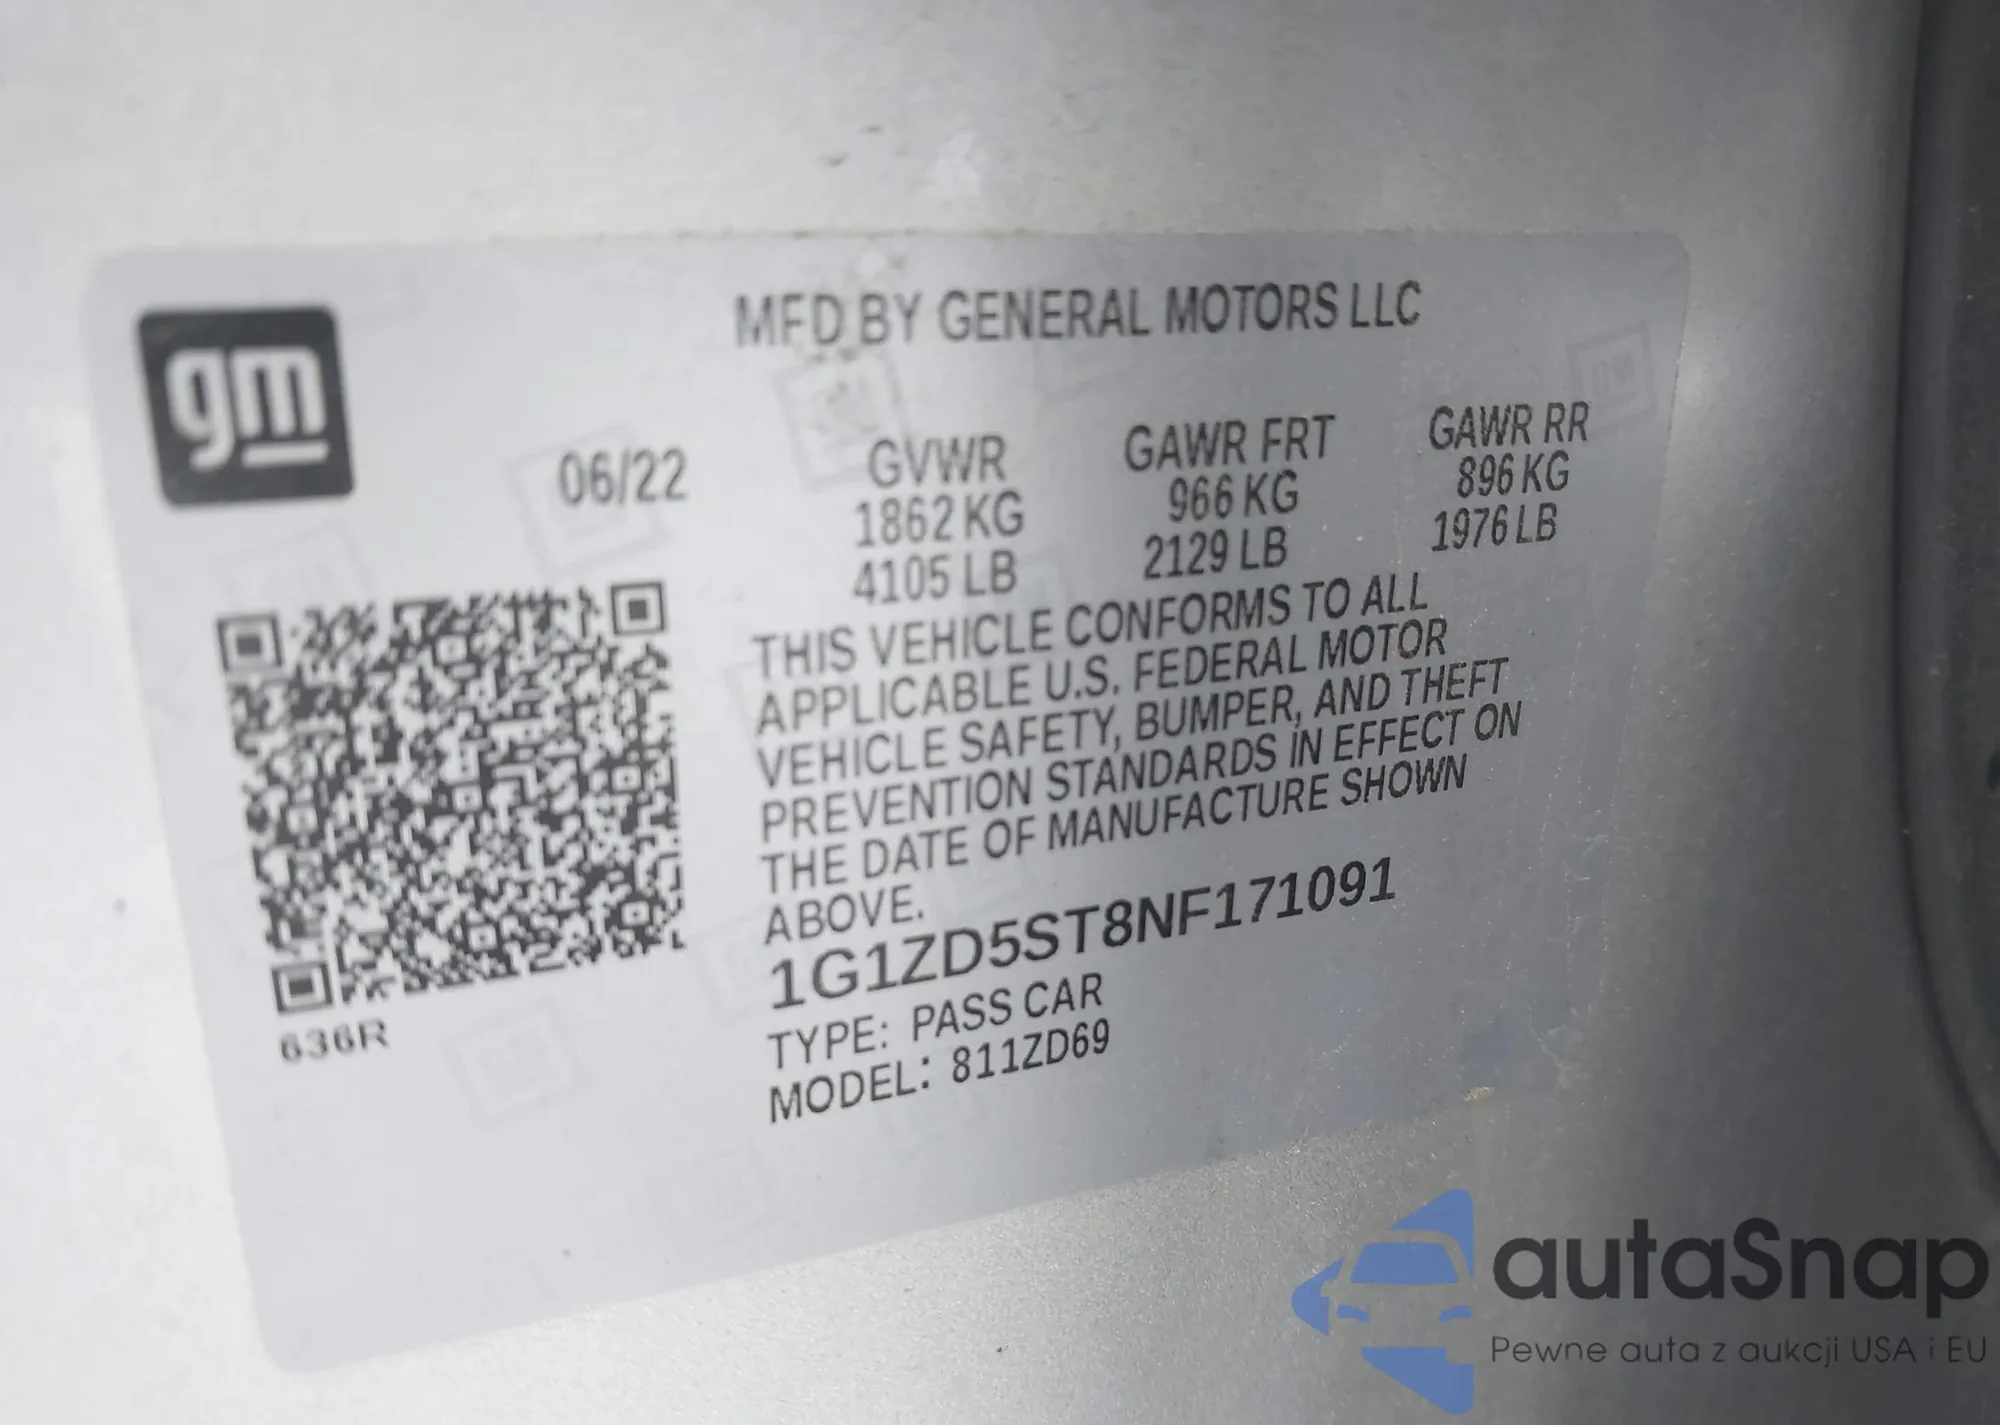 gm
MFD BY GENERAL MOTORS LLC
06/22
GVWR
1862 KG
4105 LB
GAWR FRT
966 KG
2129 LB
GAWR RR
896 KG
1976 LB
THIS VEHICLE CONFORMS TO ALL
APPLICABLE U.S. FEDERAL MOTOR
VEHICLE SAFETY, BUMPER, AND THEFT
PREVENTION STANDARDS IN EFFECT ON
THE DATE OF MANUFACTURE SHOWN
ABOVE.
1G1ZD5ST8NF171091
TYPE: PASS CAR
MODEL: 811ZD69
636R
autaSnap
Pewne auta z aukcji USA i EU